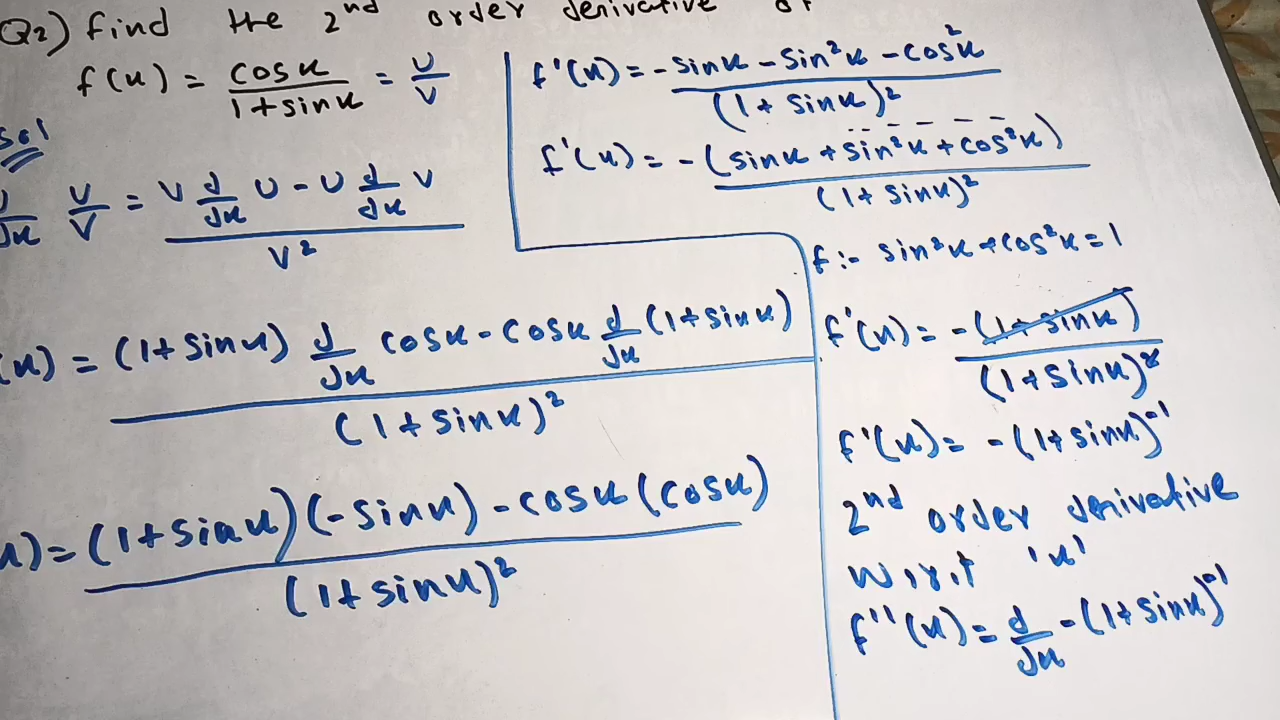 Q2) find the 2nd order derivative of
f(x) = cosx / 1+sinx = U/V
Sol
d/dx U/V = V d/dx U - U d/dx V / V²
(x) = (1+sinx) d/dx cosx - cosx d/dx (1+sinx) / (1+sinx)²
x) = (1+sinx)(-sinx) - cosx (cosx) / (1+sinx)²
f'(x) = -sinx - sin²x - cos²x / (1+sinx)²
f'(x) = -(sinx + sin²x + cos²x) / (1+sinx)²
f:- sin²x + cos²x = 1
f'(x) = -(1+sinx) / (1+sinx)²
f'(x) = -(1+sinx)⁻¹
2nd order derivative
w.r.t 'x'
f''(x) = d/dx -(1+sinx)⁻¹